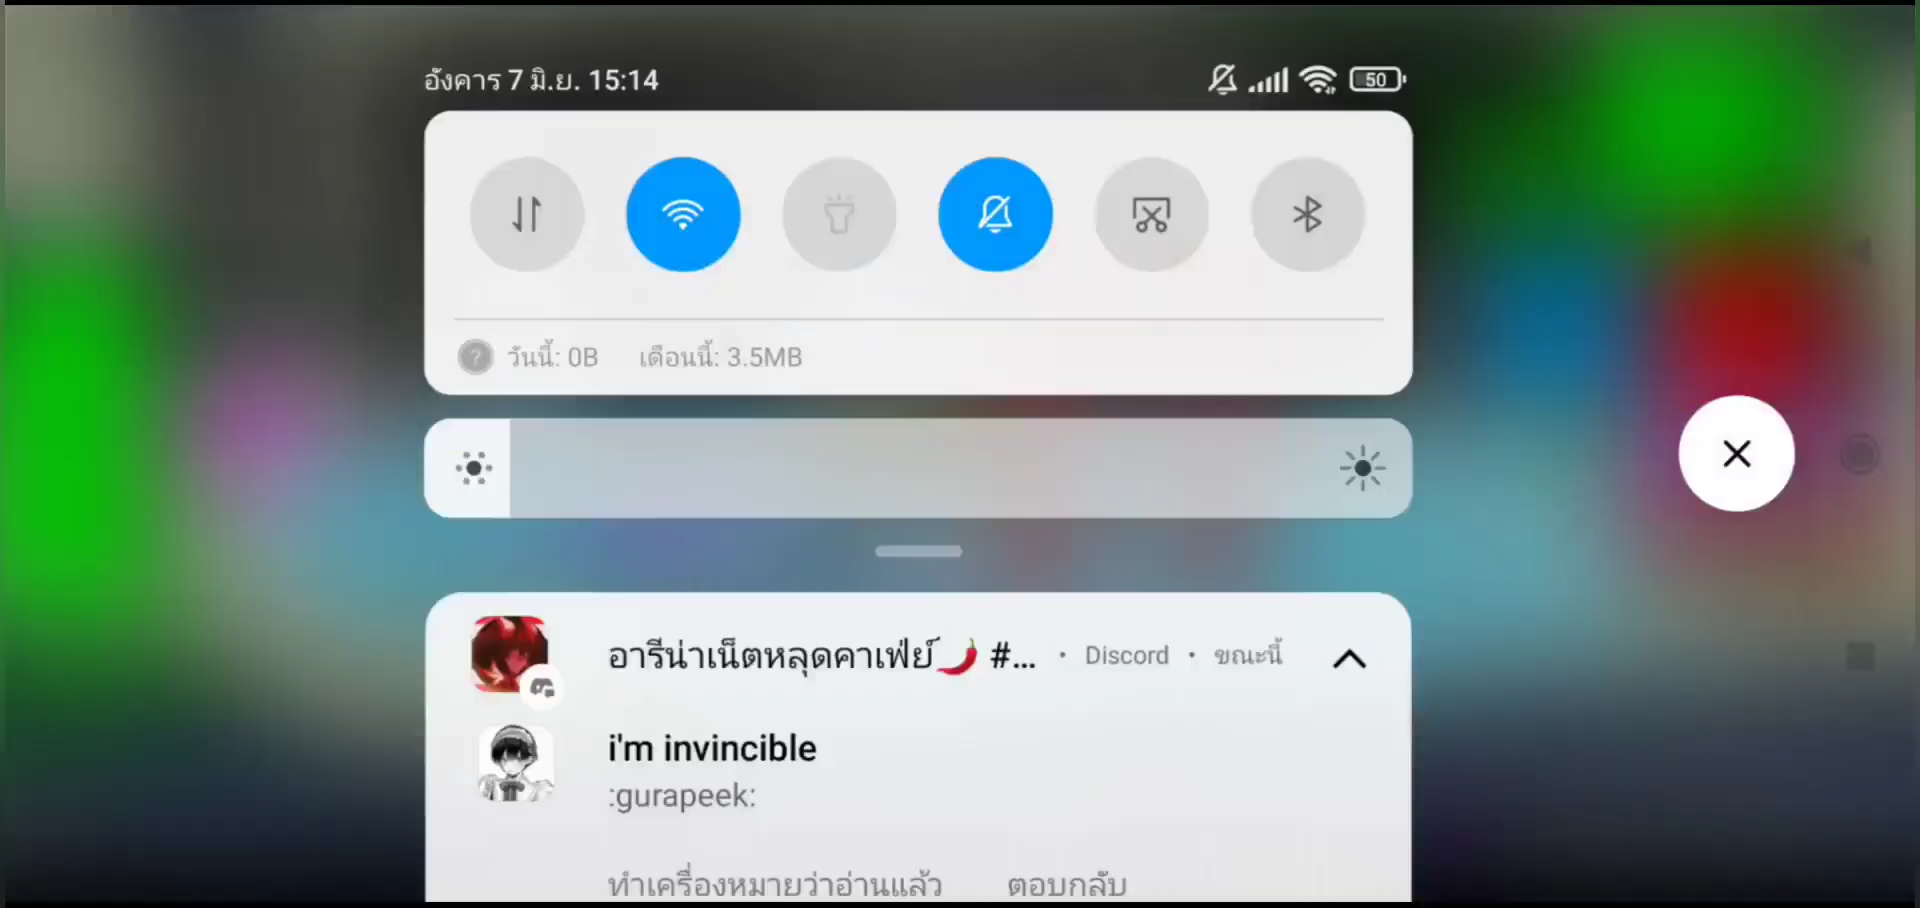 อังคาร 7 มิ.ย. 15:14
50
วันนี้: 0B เดือนนี้: 3.5MB
อารีน่าเน็ตหลุดคาเฟ่ย์🌶️ #... • Discord • ขณะนี้
i'm invincible
:gurapeek:
ทำเครื่องหมายว่าอ่านแล้ว ตอบกลับ